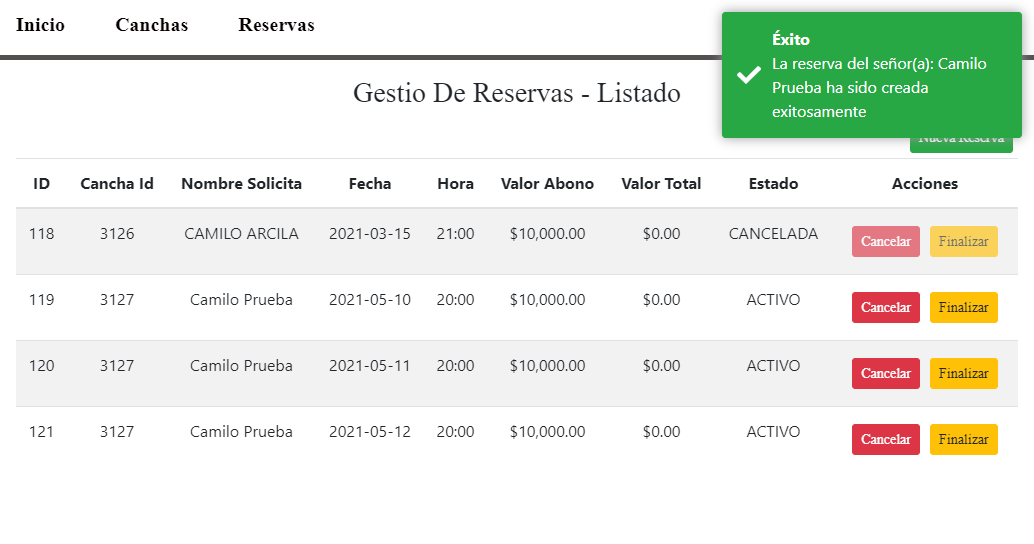 Inicio Canchas Reservas
Éxito
La reserva del señor(a): Camilo
Prueba ha sido creada
exitosamente
Gestio De Reservas - Listado
Nueva Reserva
ID Cancha Id Nombre Solicita Fecha Hora Valor Abono Valor Total Estado Acciones
118 3126 CAMILO ARCILA 2021-03-15 21:00 $10,000.00 $0.00 CANCELADA Cancelar Finalizar
119 3127 Camilo Prueba 2021-05-10 20:00 $10,000.00 $0.00 ACTIVO Cancelar Finalizar
120 3127 Camilo Prueba 2021-05-11 20:00 $10,000.00 $0.00 ACTIVO Cancelar Finalizar
121 3127 Camilo Prueba 2021-05-12 20:00 $10,000.00 $0.00 ACTIVO Cancelar Finalizar